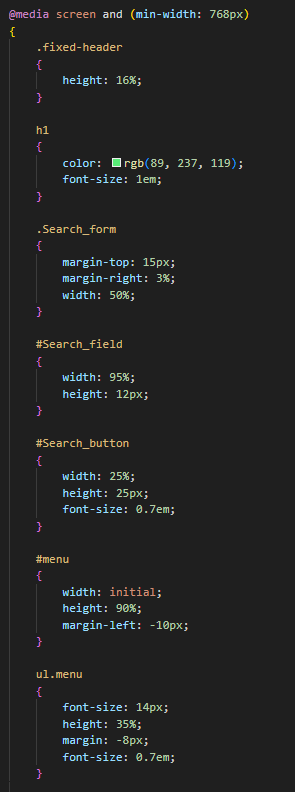 @media screen and (min-width: 768px)
{
    .fixed-header
    {
        height: 16%;
    }

    h1
    {
        color: rgb(89, 237, 119);
        font-size: 1em;
    }

    .Search_form
    {
        margin-top: 15px;
        margin-right: 3%;
        width: 50%;
    }

    #Search_field
    {
        width: 95%;
        height: 12px;
    }

    #Search_button
    {
        width: 25%;
        height: 25px;
        font-size: 0.7em;
    }

    #menu
    {
        width: initial;
        height: 90%;
        margin-left: -10px;
    }

    ul.menu
    {
        font-size: 14px;
        height: 35%;
        margin: -8px;
        font-size: 0.7em;
    }